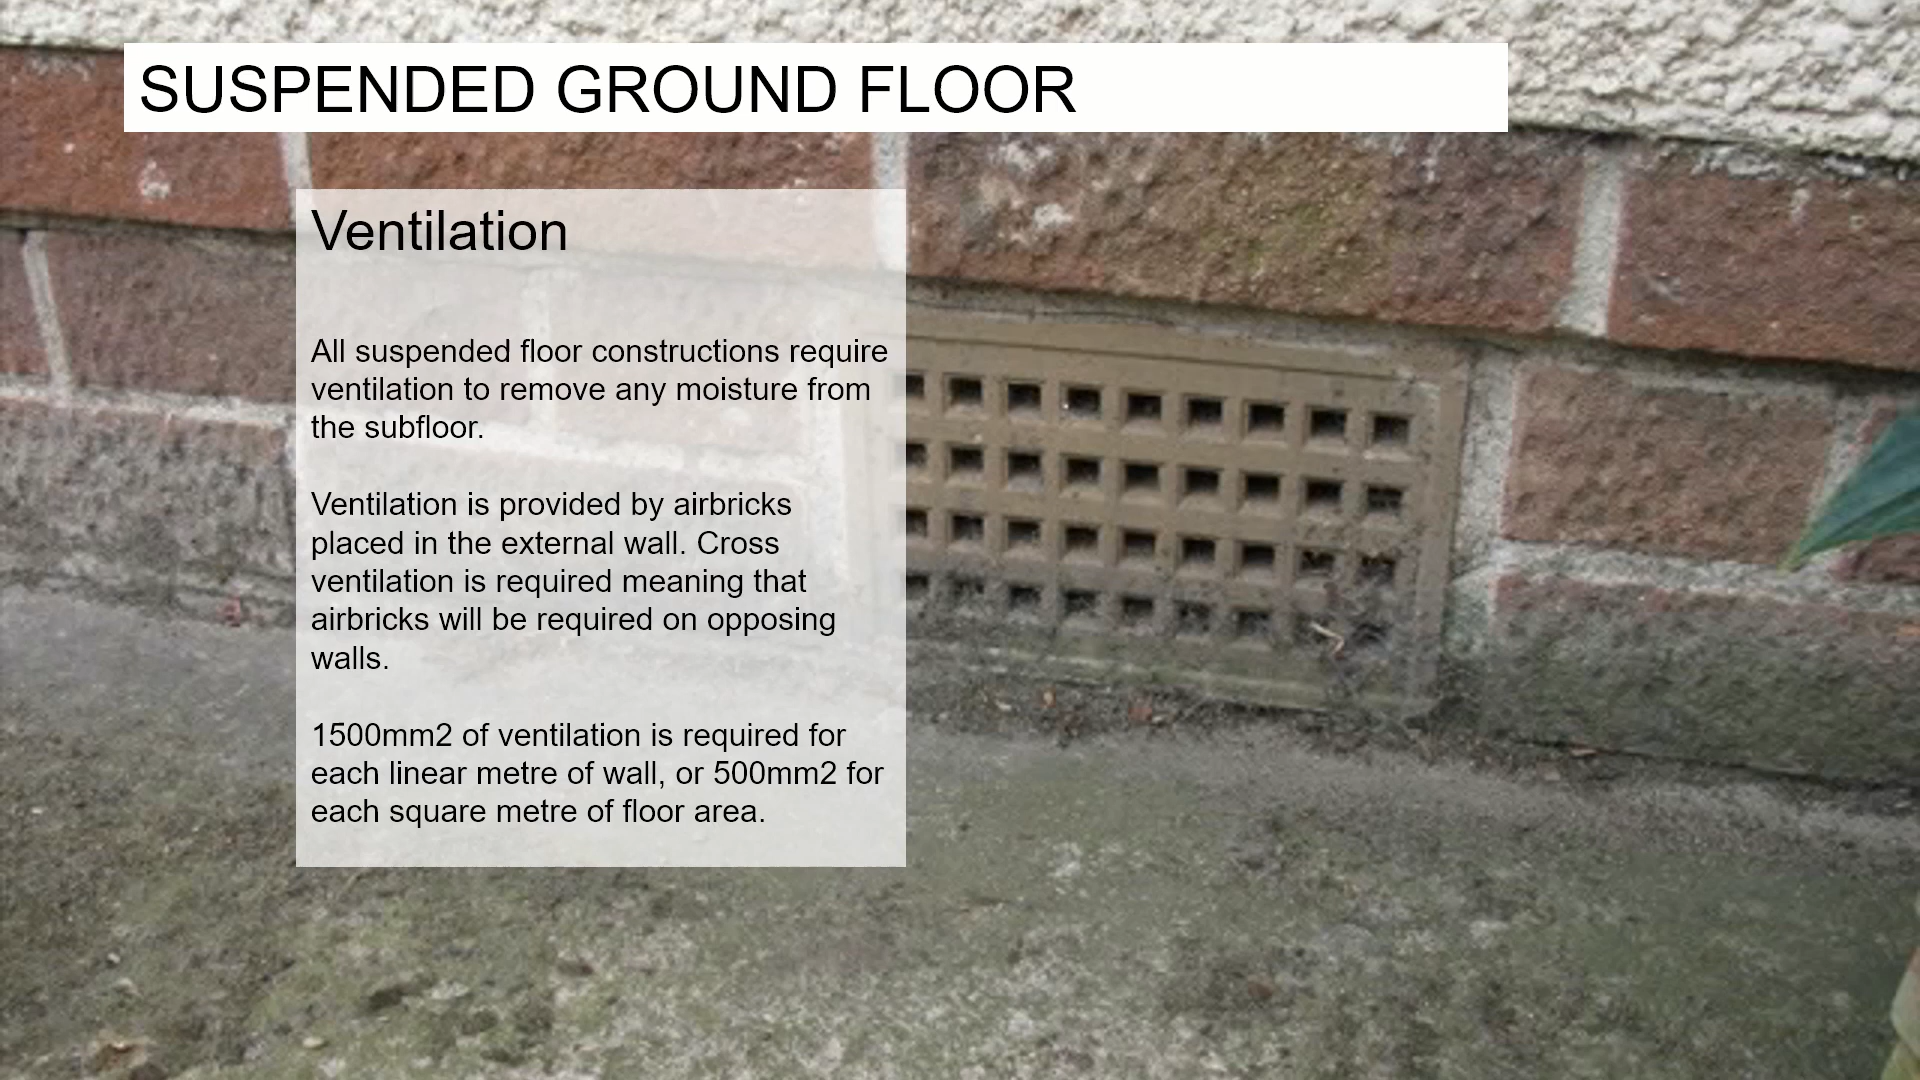 SUSPENDED GROUND FLOOR
Ventilation
All suspended floor constructions require
ventilation to remove any moisture from
the subfloor.
Ventilation is provided by airbricks
placed in the external wall. Cross
ventilation is required meaning that
airbricks will be required on opposing
walls.
1500mm2 of ventilation is required for
each linear metre of wall, or 500mm2 for
each square metre of floor area.